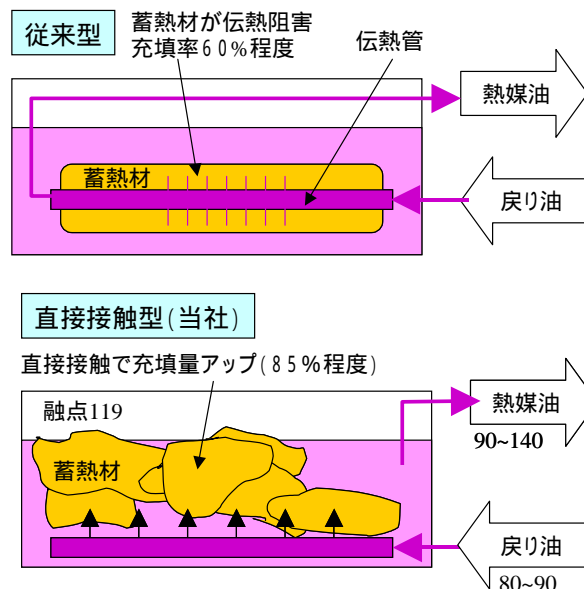 従来型
蓄熱材が伝熱阻害
充填率60%程度
伝熱管
熱媒油
蓄熱材
戻り油
直接接触型(当社)
直接接触で充填量アップ(85%程度)
融点119
熱媒油
90~140
蓄熱材
戻り油
80~90